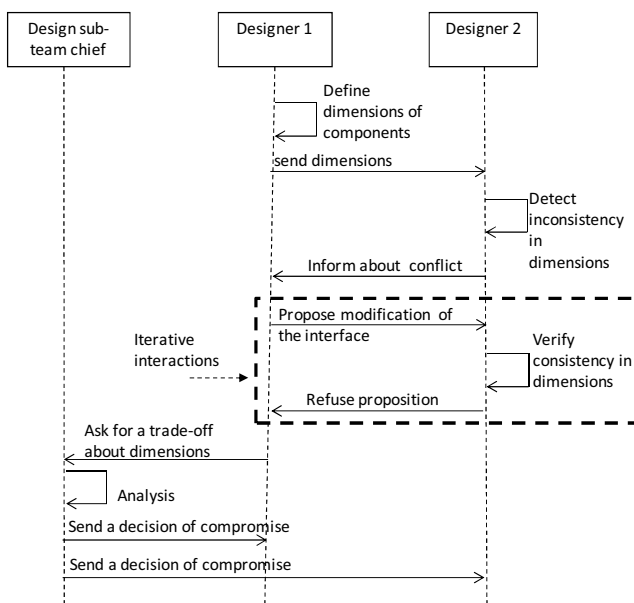 Design sub-
team chief
Designer 1
Designer 2
Define
dimensions of
components
send dimensions
Detect
inconsistency
in
dimensions
Inform about conflict
Propose modification of
the interface
Iterative
interactions
Verify
consistency in
dimensions
Refuse proposition
Ask for a trade-off
about dimensions
Analysis
Send a decision of compromise
Send a decision of compromise